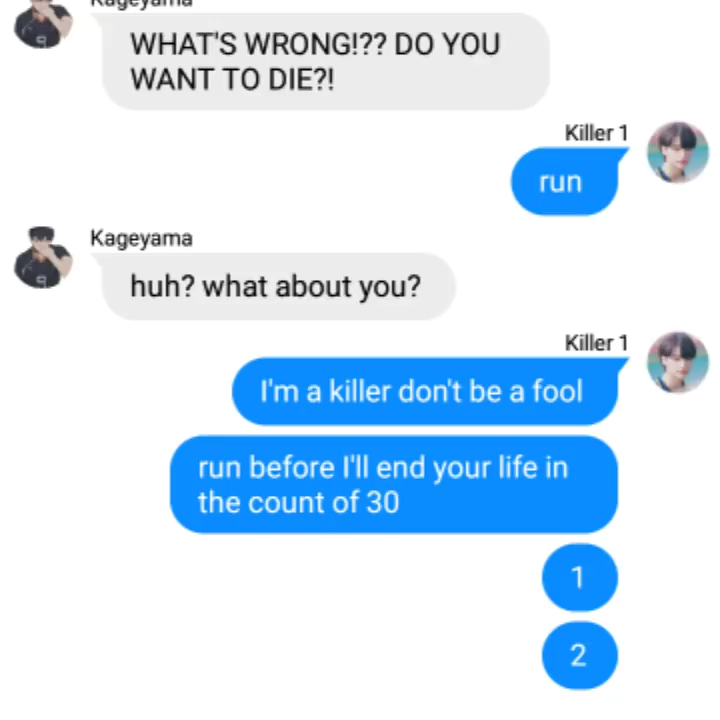 Kageyama
WHAT'S WRONG!?? DO YOU
WANT TO DIE?!
Killer 1
run
Kageyama
huh? what about you?
Killer 1
I'm a killer don't be a fool
run before I'll end your life in
the count of 30
1
2